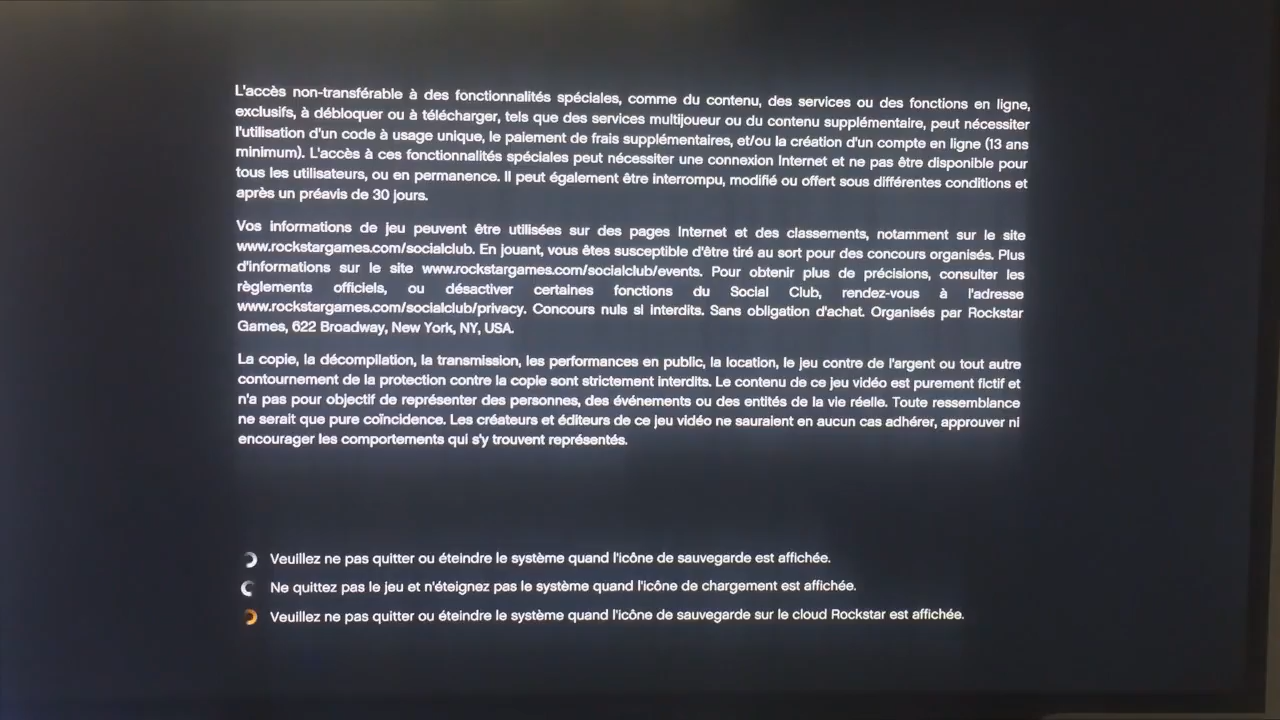 L'accès non-transférable à des fonctionnalités spéciales, comme du contenu, des services ou des fonctions en ligne,
exclusifs, à débloquer ou à télécharger, tels que des services multijoueur ou du contenu supplémentaire, peut nécessiter
l'utilisation d'un code à usage unique, le paiement de frais supplémentaires, et/ou la création d'un compte en ligne (13 ans
minimum). L'accès à ces fonctionnalités spéciales peut nécessiter une connexion Internet et ne pas être disponible pour
tous les utilisateurs, ou en permanence. Il peut également être interrompu, modifié ou offert sous différentes conditions et
après un préavis de 30 jours.
Vos informations de jeu peuvent être utilisées sur des pages Internet et des classements, notamment sur le site
www.rockstargames.com/socialclub. En jouant, vous êtes susceptible d'être tiré au sort pour des concours organisés. Plus
d'informations sur le site www.rockstargames.com/socialclub/events. Pour obtenir plus de précisions, consulter les
règlements officiels, ou désactiver certaines fonctions du Social Club, rendez-vous à l'adresse
www.rockstargames.com/socialclub/privacy. Concours nuls si interdits. Sans obligation d'achat. Organisés par Rockstar
Games, 622 Broadway, New York, NY, USA.
La copie, la décompilation, la transmission, les performances en public, la location, le jeu contre de l'argent ou tout autre
contournement de la protection contre la copie sont strictement interdits. Le contenu de ce jeu vidéo est purement fictif et
n'a pas pour objectif de représenter des personnes, des événements ou des entités de la vie réelle. Toute ressemblance
ne serait que pure coïncidence. Les créateurs et éditeurs de ce jeu vidéo ne sauraient en aucun cas adhérer, approuver ni
encourager les comportements qui s'y trouvent représentés.
Veuillez ne pas quitter ou éteindre le système quand l'icône de sauvegarde est affichée.
Ne quittez pas le jeu et n'éteignez pas le système quand l'icône de chargement est affichée.
Veuillez ne pas quitter ou éteindre le système quand l'icône de sauvegarde sur le cloud Rockstar est affichée.